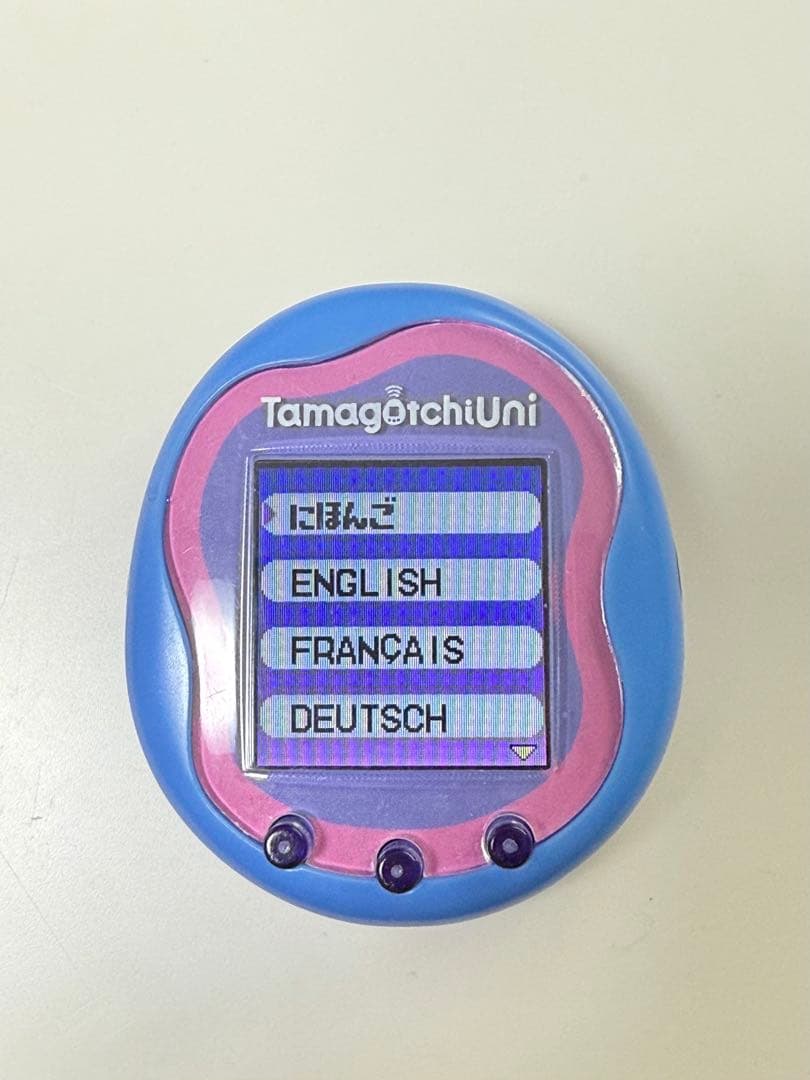 TamagotchiUni
にほんご
ENGLISH
FRANÇAIS
DEUTSCH